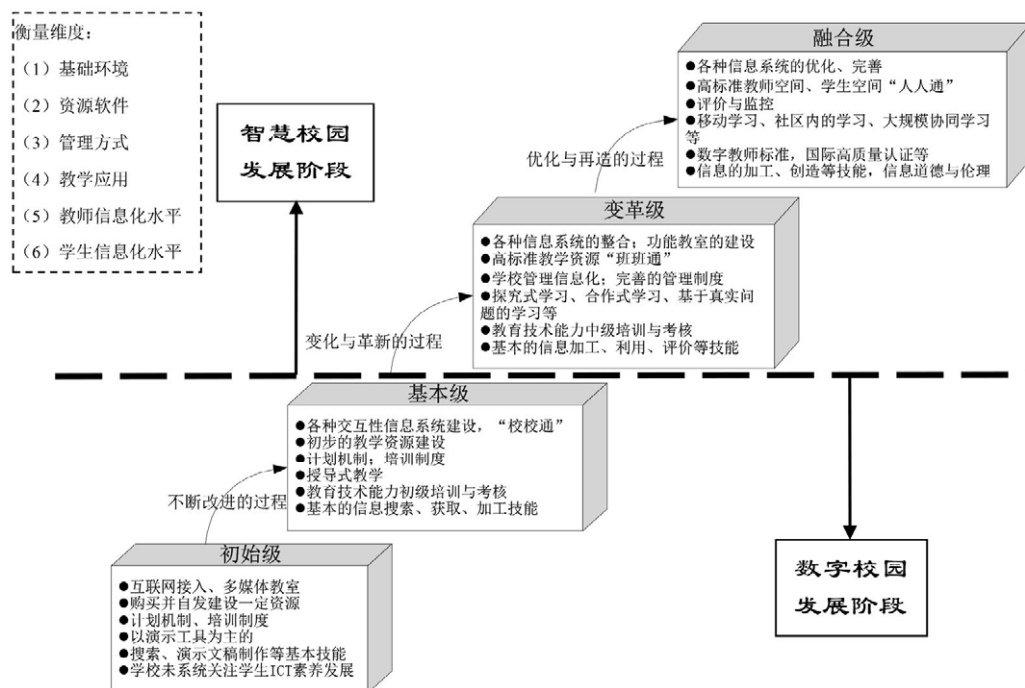 衡量维度：
（1）基础环境
（2）资源软件
（3）管理方式
（4）教学应用
（5）教师信息化水平
（6）学生信息化水平
智慧校园
发展阶段
融合级
●各种信息系统的优化、完善
●高标准教师空间、学生空间“人人通”
●评价与监控
●移动学习、社区内的学习、大规模协同学习
等
●数字教师标准，国际高质量认证等
●信息的加工、创造等技能，信息道德与伦理
优化与再造的过程
变革级
●各种信息系统的整合；功能教室的建设
●高标准教学资源“班班通”
●学校管理信息化；完善的管理制度
●探究式学习、合作式学习、基于真实问
题的学习等
●教育技术能力中级培训与考核
●基本的信息加工、利用、评价等技能
变化与革新的过程
基本级
●各种交互性信息系统建设，“校校通”
●初步的教学资源建设
●计划机制；培训制度
●授导式教学
●教育技术能力初级培训与考核
●基本的信息搜索、获取、加工技能
不断改进的过程
初始级
●互联网接入、多媒体教室
●购买并自发建设一定资源
●计划机制、培训制度
●以演示工具为主的
●搜索、演示文稿制作等基本技能
●学校未系统关注学生ICT素养发展
数字校园
发展阶段